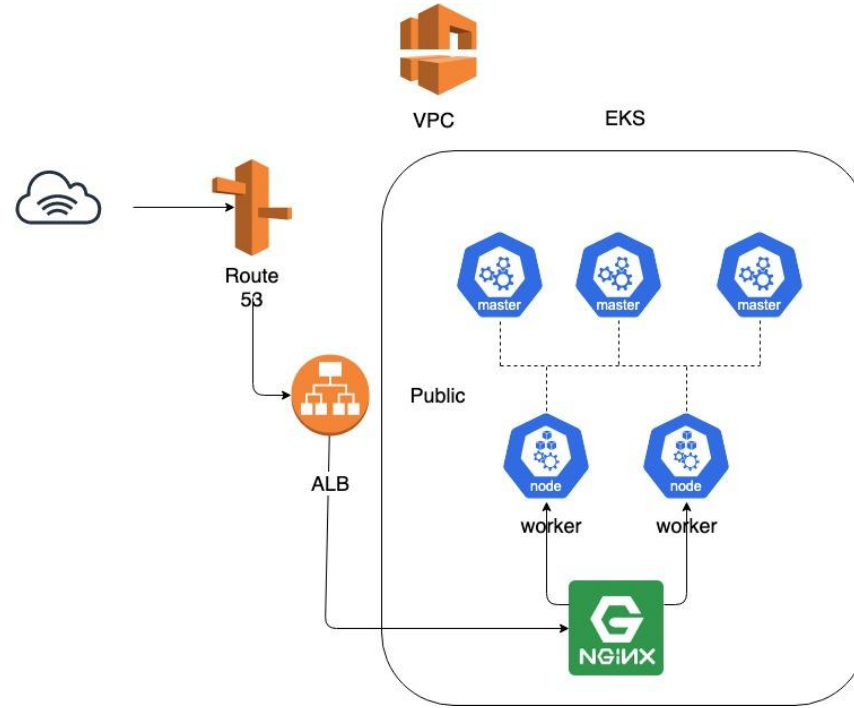 VPC
EKS
Route
53
master
master
master
Public
ALB
node
node
worker
worker
NGINX